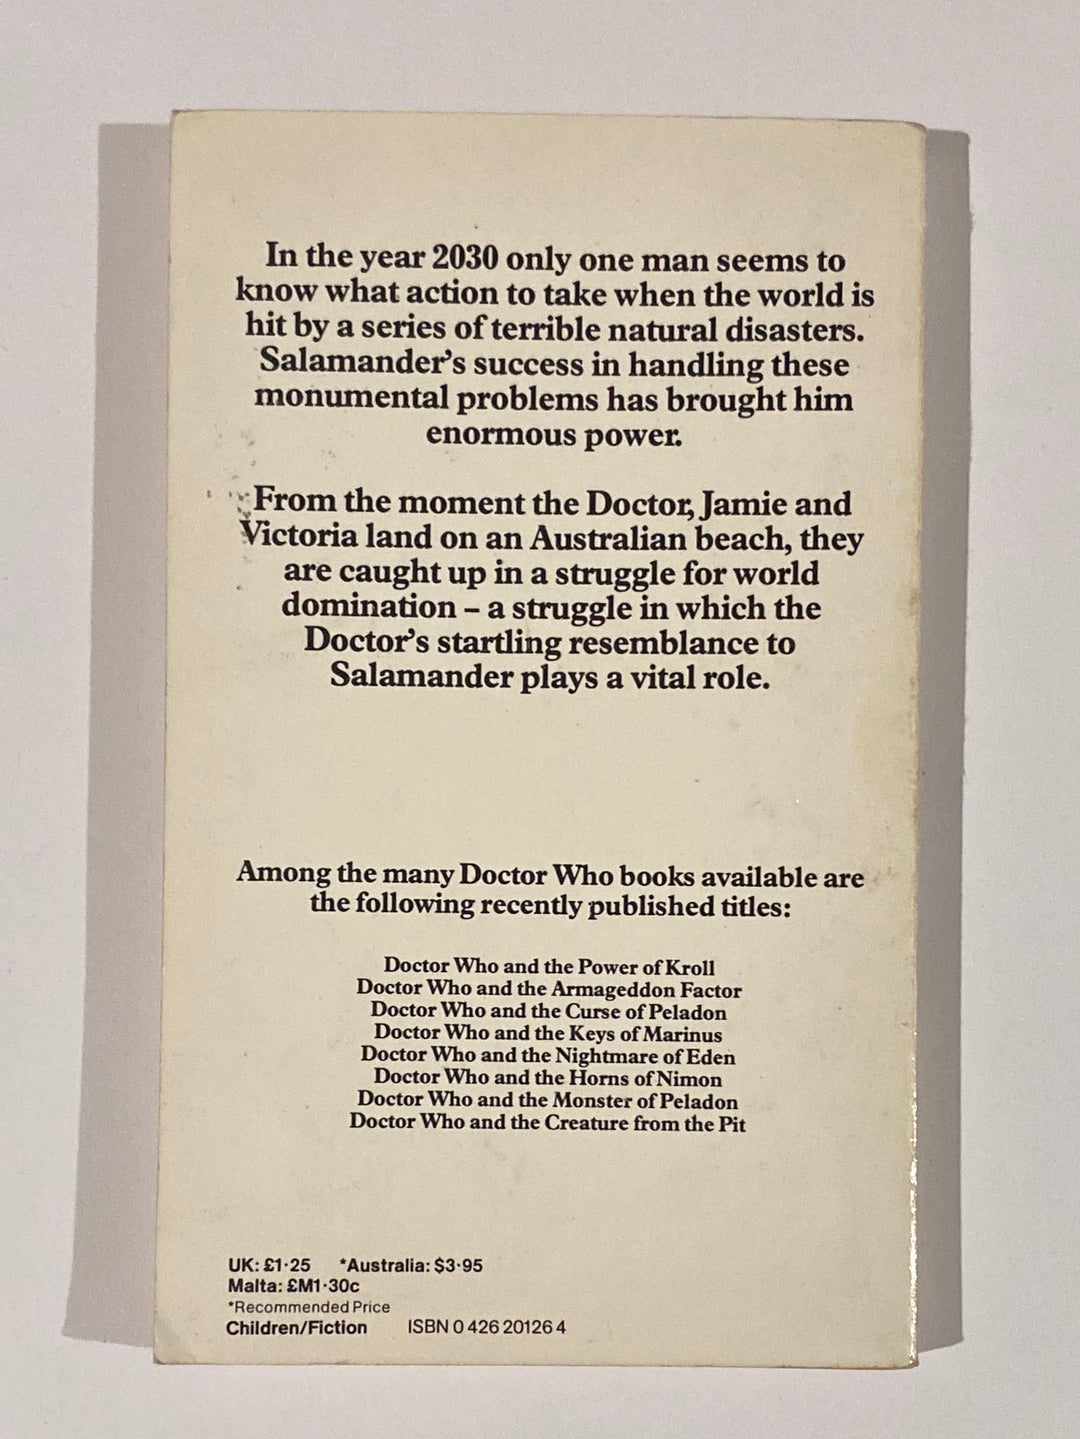 In the year 2030 only one man seems to
know what action to take when the world is
hit by a series of terrible natural disasters.
Salamander's success in handling these
monumental problems has brought him
enormous power.
From the moment the Doctor, Jamie and
Victoria land on an Australian beach, they
are caught up in a struggle for world
domination – a struggle in which the
Doctor's startling resemblance to
Salamander plays a vital role.
Among the many Doctor Who books available are
the following recently published titles:
Doctor Who and the Power of Kroll
Doctor Who and the Armageddon Factor
Doctor Who and the Curse of Peladon
Doctor Who and the Keys of Marinus
Doctor Who and the Nightmare of Eden
Doctor Who and the Horns of Nimon
Doctor Who and the Monster of Peladon
Doctor Who and the Creature from the Pit
UK: £1·25 *Australia: $3·95
Malta: £M1·30c
*Recommended Price
Children/Fiction ISBN 0 426 20126 4